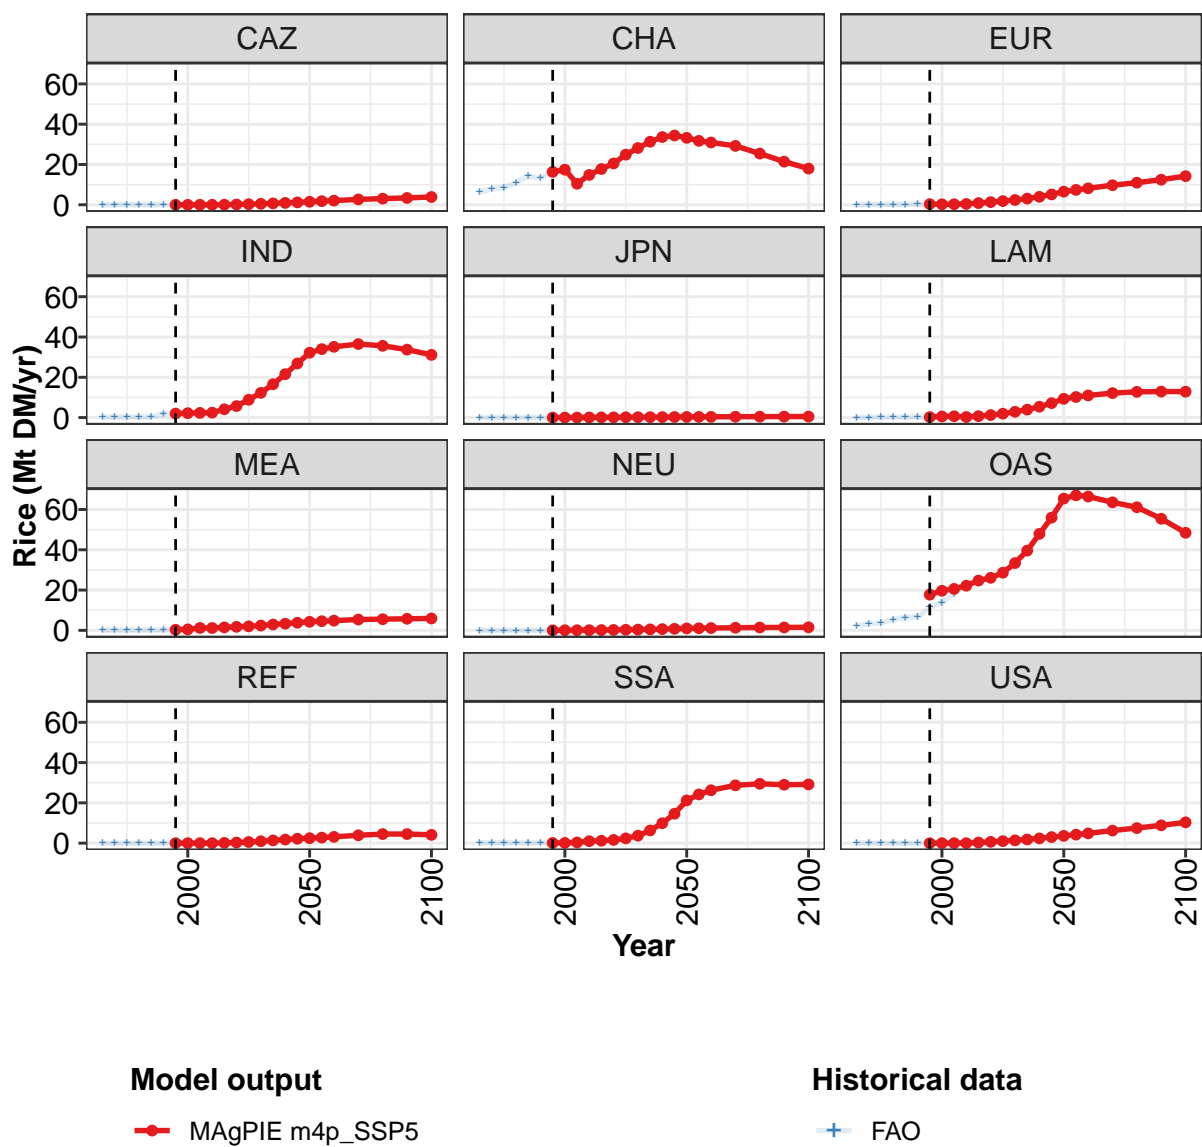 CAZ CHA EUR
60
40
20
0
IND JPN LAM
60
40
20
0
Rice (Mt DM/yr)
MEA NEU OAS
60
40
20
0
REF SSA USA
60
40
20
0
2000 2050 2100 2000 2050 2100 2000 2050 2100
Year
Model output Historical data
MAgPIE m4p_SSP5 FAO